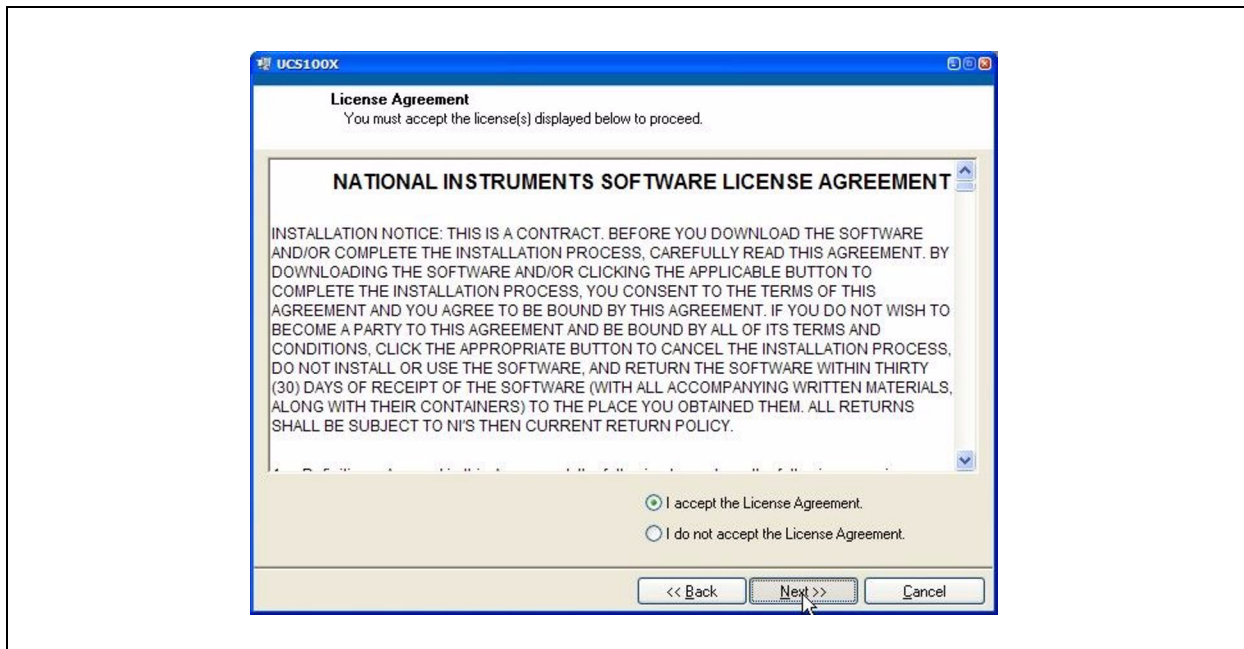 UCS100X
License Agreement
You must accept the license(s) displayed below to proceed.
NATIONAL INSTRUMENTS SOFTWARE LICENSE AGREEMENT
INSTALLATION NOTICE: THIS IS A CONTRACT. BEFORE YOU DOWNLOAD THE SOFTWARE
AND/OR COMPLETE THE INSTALLATION PROCESS, CAREFULLY READ THIS AGREEMENT. BY
DOWNLOADING THE SOFTWARE AND/OR CLICKING THE APPLICABLE BUTTON TO
COMPLETE THE INSTALLATION PROCESS, YOU CONSENT TO THE TERMS OF THIS
AGREEMENT AND YOU AGREE TO BE BOUND BY THIS AGREEMENT. IF YOU DO NOT WISH TO
BECOME A PARTY TO THIS AGREEMENT AND BE BOUND BY ALL OF ITS TERMS AND
CONDITIONS, CLICK THE APPROPRIATE BUTTON TO CANCEL THE INSTALLATION PROCESS,
DO NOT INSTALL OR USE THE SOFTWARE, AND RETURN THE SOFTWARE WITHIN THIRTY
(30) DAYS OF RECEIPT OF THE SOFTWARE (WITH ALL ACCOMPANYING WRITTEN MATERIALS,
ALONG WITH THEIR CONTAINERS) TO THE PLACE YOU OBTAINED THEM. ALL RETURNS
SHALL BE SUBJECT TO NI'S THEN CURRENT RETURN POLICY.
I accept the License Agreement.
I do not accept the License Agreement.
<< Back
Next >>
Cancel